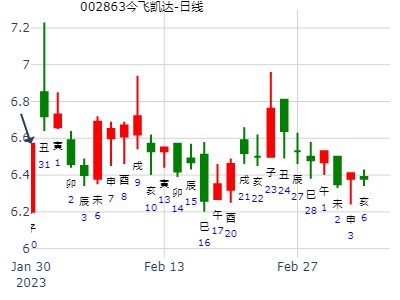 002863今飞凯达-日线
7.2
7
6.8
6.6
6.4
6.2
6
子
0
丑
31
寅
1
卯
2
辰
3
未
6
申
7
酉
8
戌
9
亥
10
子
13
卯
14
辰
15
巳
16
申
17
酉
20
戌
21
亥
22
子
23
丑
24
辰
27
巳
28
午
1
未
2
申
3
亥
6
Jan 30
2023
Feb 13
Feb 27